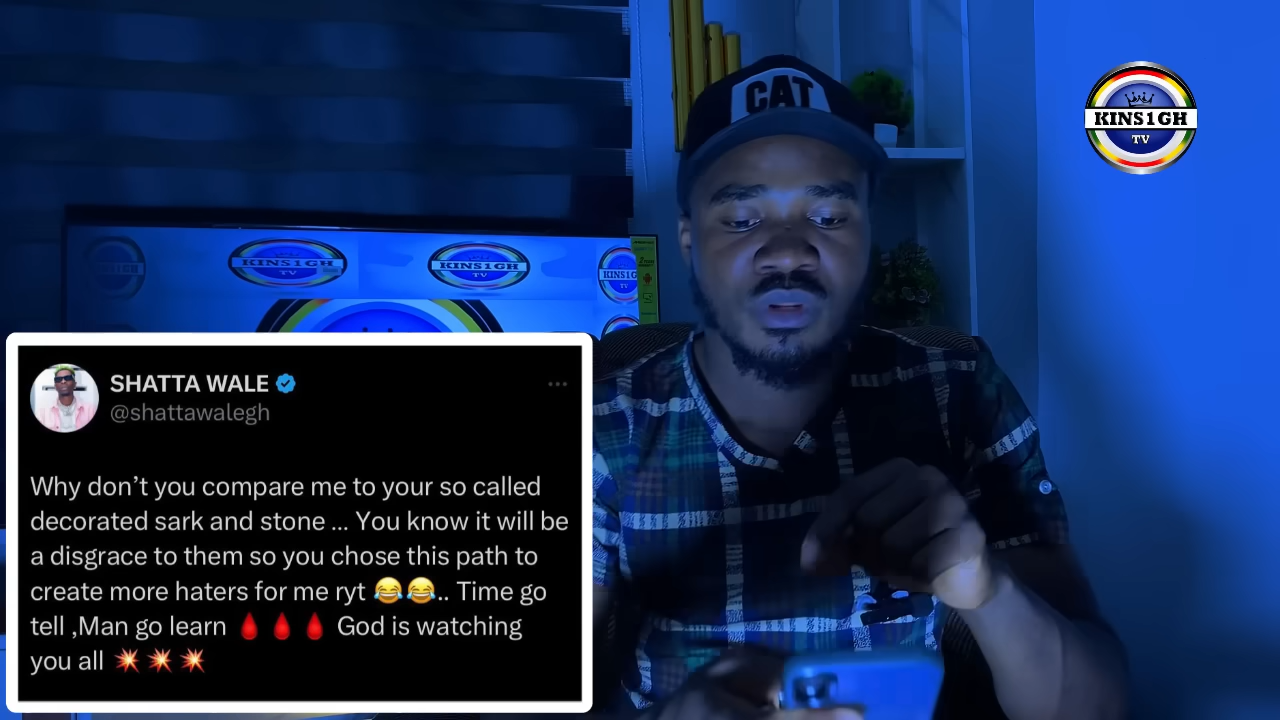 CAT
KINS1GH
TV
KINS1GH
TV
KINS1GH
TV
KINS1GH
TV
SHATTA WALE
@shattawalegh
Why don’t you compare me to your so called
decorated sark and stone ... You know it will be
a disgrace to them so you chose this path to
create more haters for me ryt 😂😂.. Time go
tell ,Man go learn 🩸🩸🩸 God is watching
you all 💥💥💥